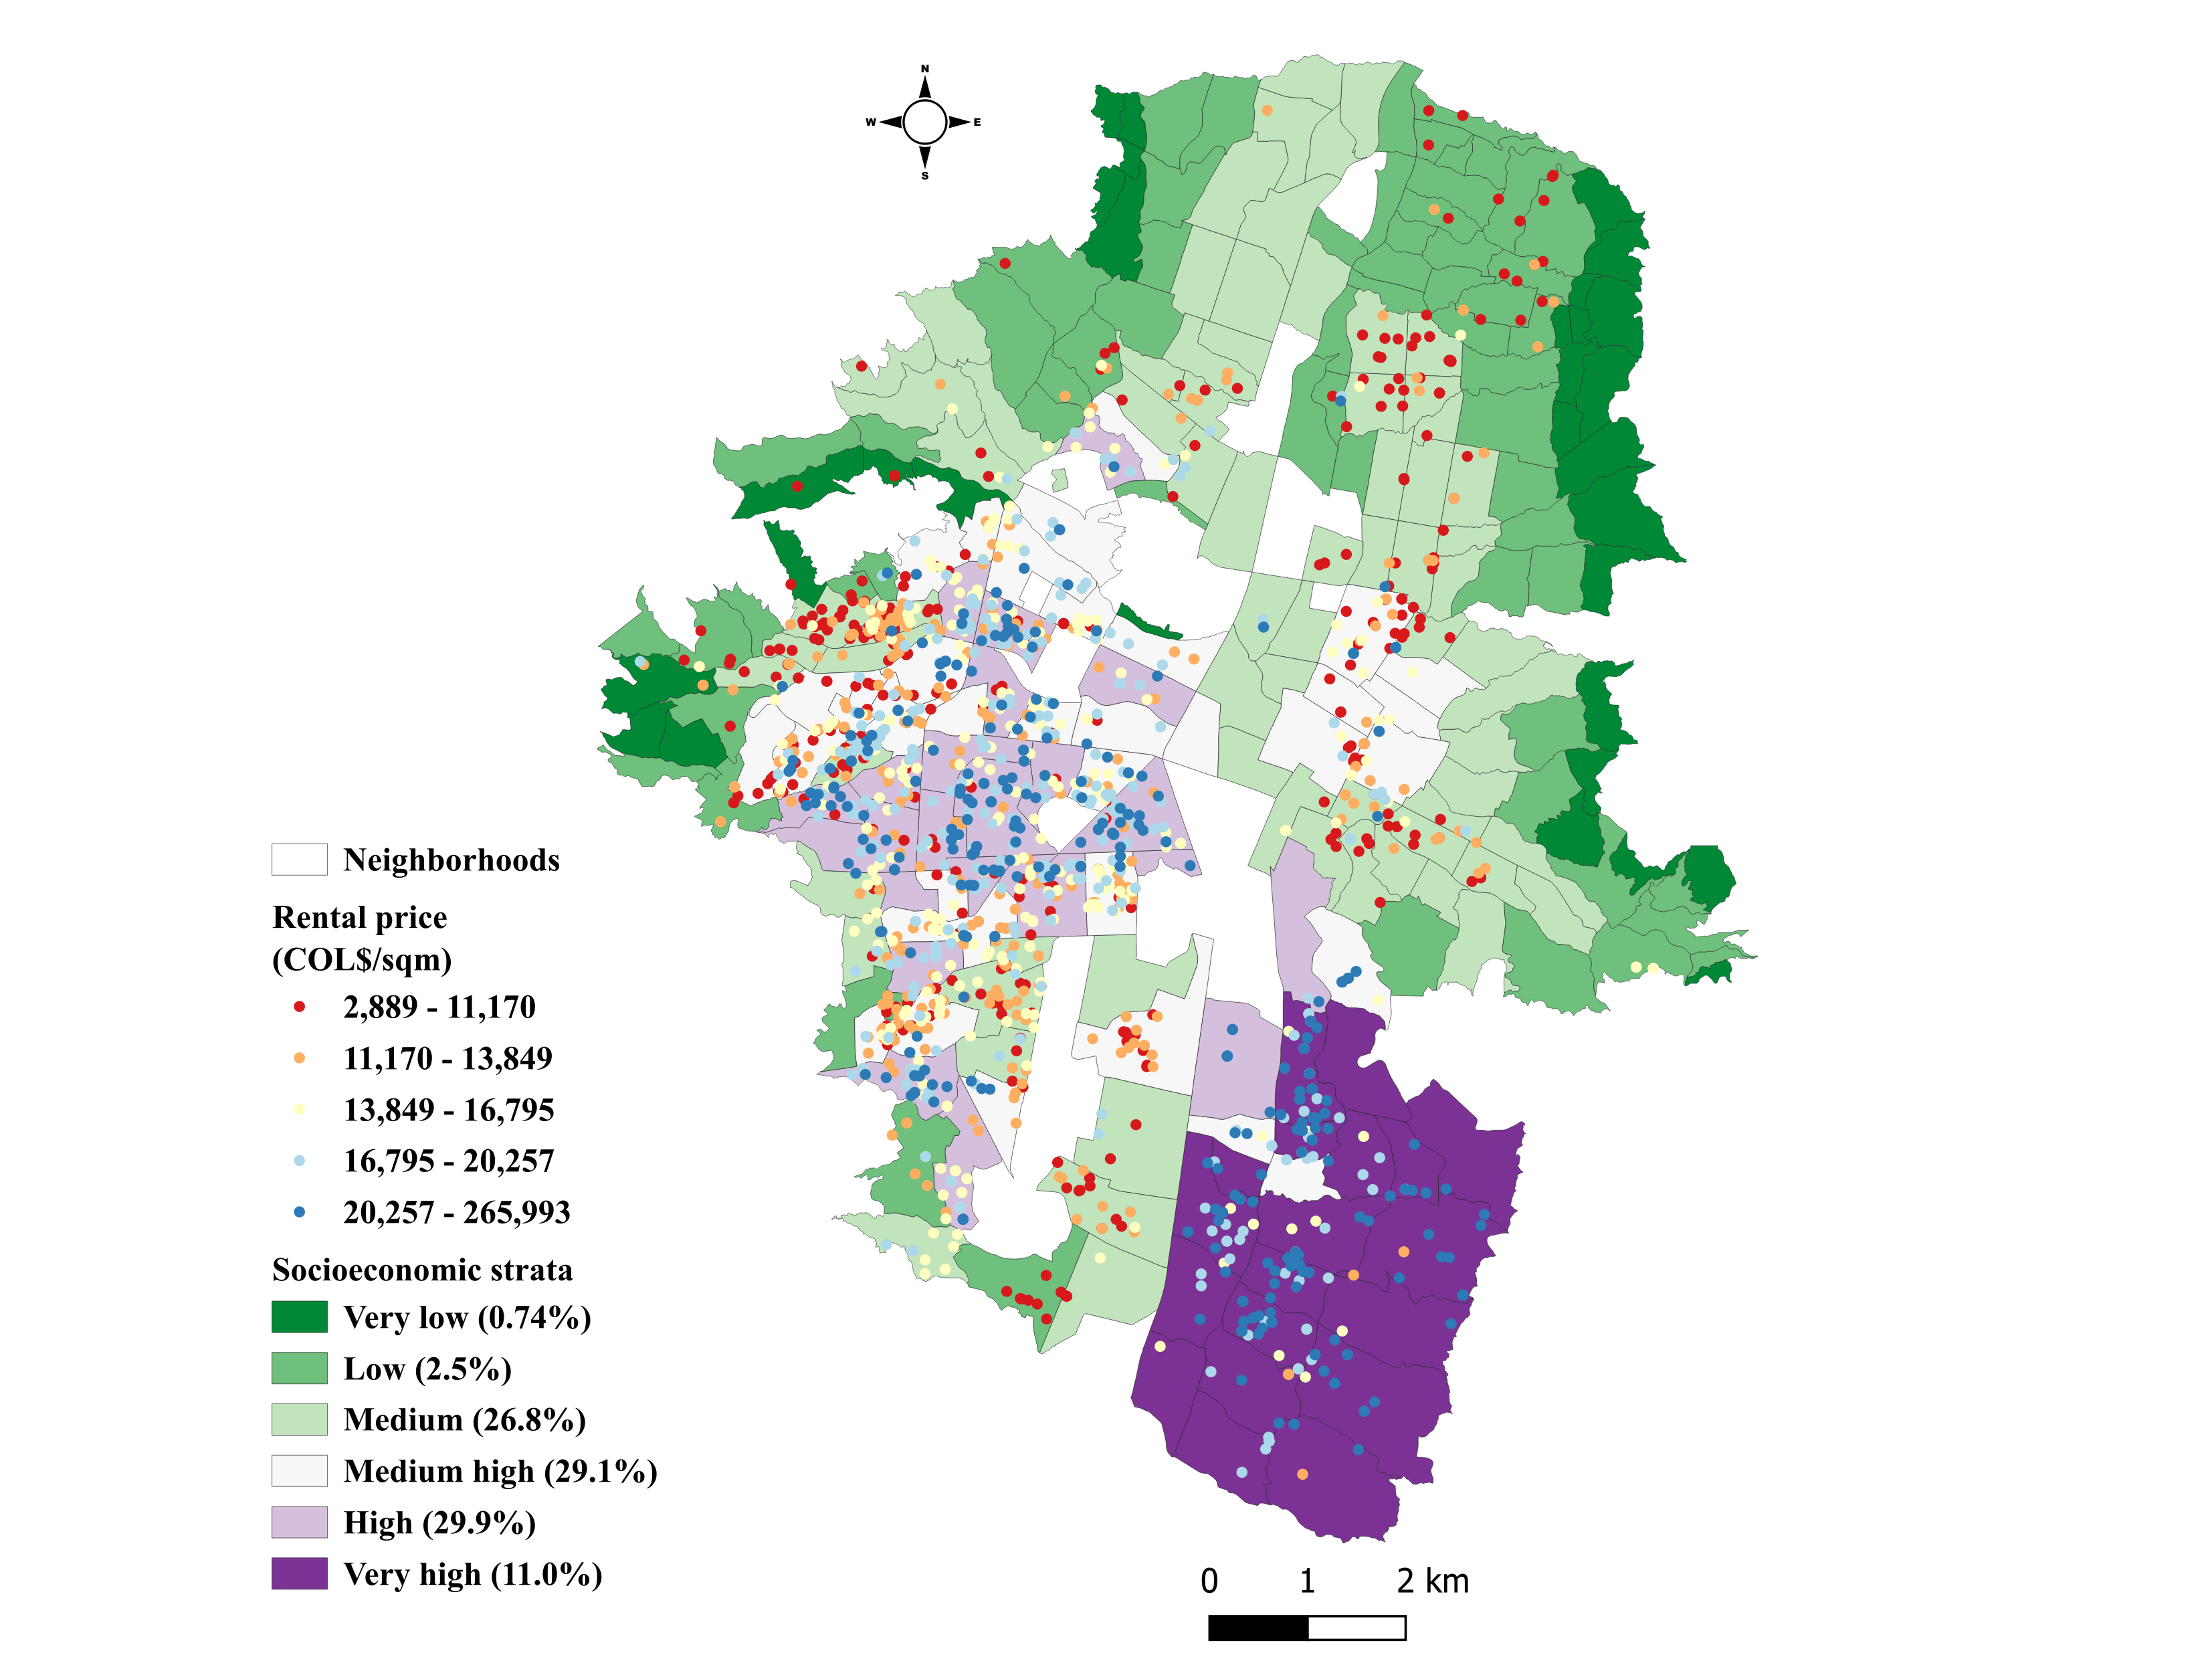 N
W E
S
Neighborhoods
Rental price
(COL$/sqm)
2,889 - 11,170
11,170 - 13,849
13,849 - 16,795
16,795 - 20,257
20,257 - 265,993
Socioeconomic strata
Very low (0.74%)
Low (2.5%)
Medium (26.8%)
Medium high (29.1%)
High (29.9%)
Very high (11.0%)
0 1 2 km